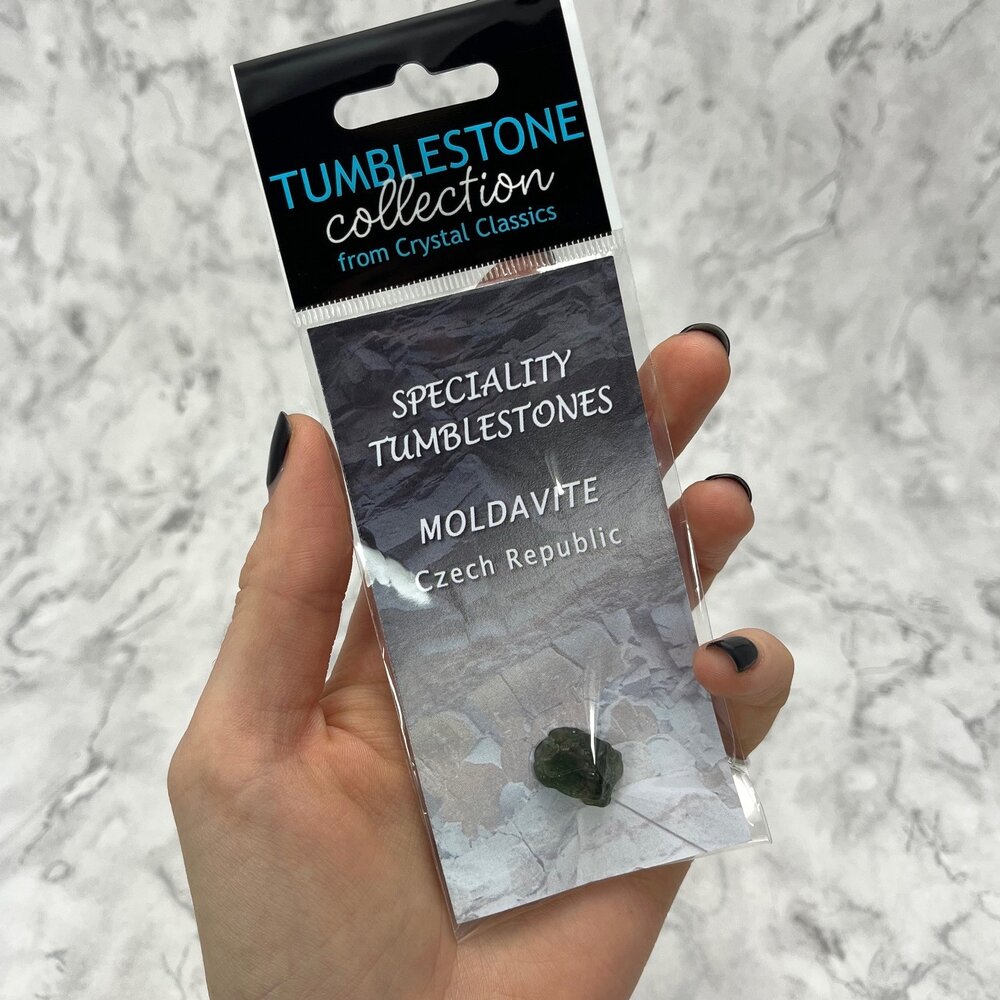 TUMBLESTONE
collection
from Crystal Classics
SPECIALITY
TUMBLESTONES
MOLDAVITE
Czech Republic